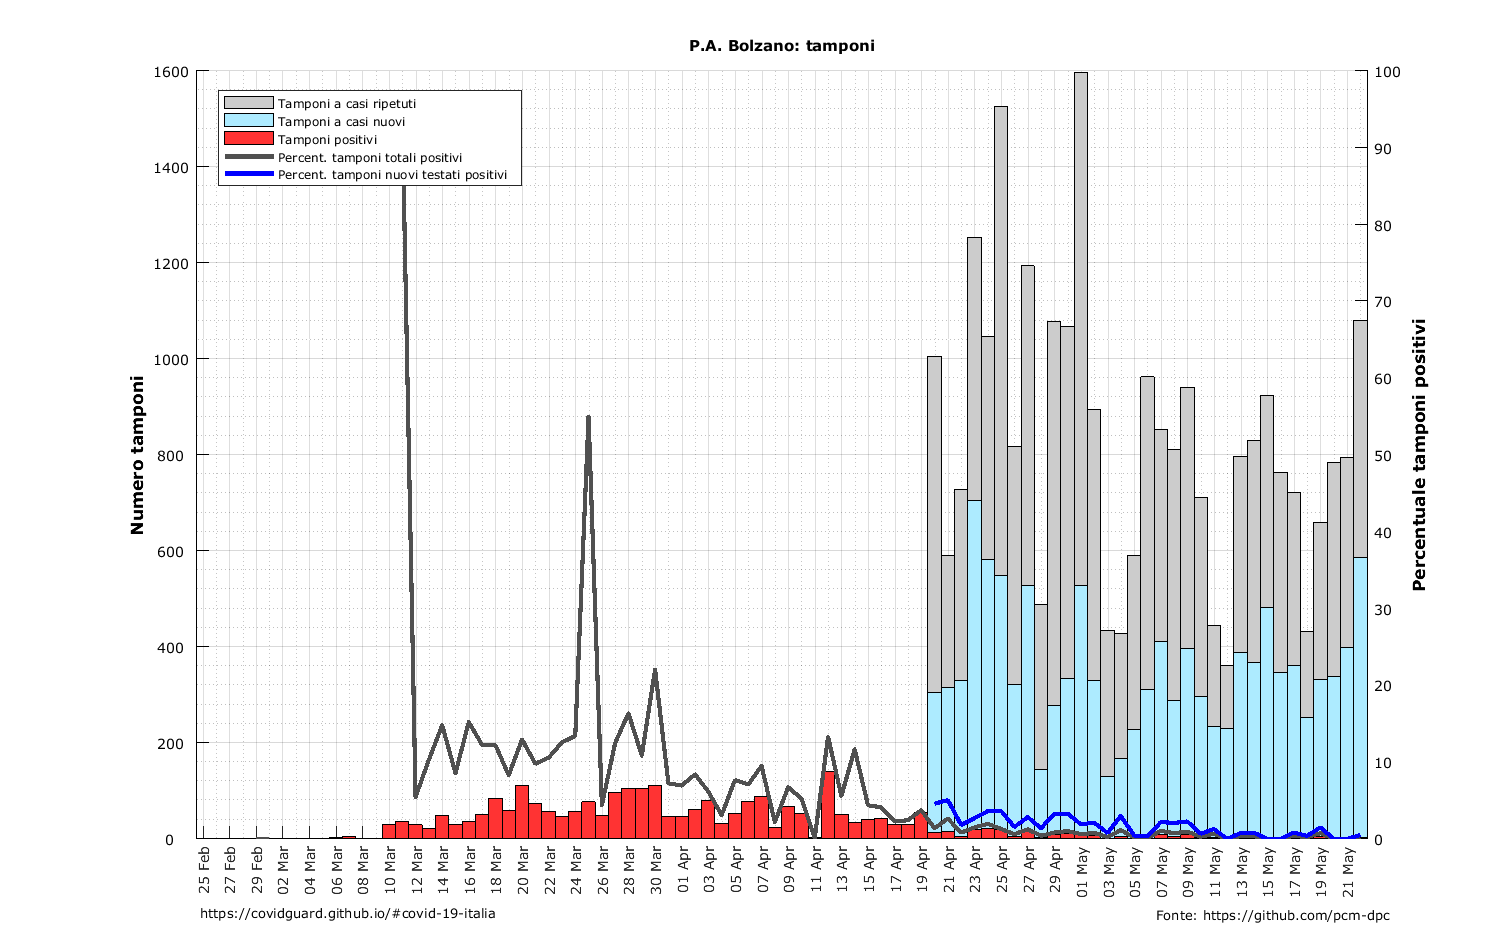 P.A. Bolzano: tamponi
1600
1400
1200
1000
800
600
400
200
0
Numero tamponi
Tamponi a casi ripetuti
Tamponi a casi nuovi
Tamponi positivi
Percent. tamponi totali positivi
Percent. tamponi nuovi testati positivi
100
90
80
70
60
50
40
30
20
10
0
Percentuale tamponi positivi
25 Feb
27 Feb
29 Feb
02 Mar
04 Mar
06 Mar
08 Mar
10 Mar
12 Mar
14 Mar
16 Mar
18 Mar
20 Mar
22 Mar
24 Mar
26 Mar
28 Mar
30 Mar
01 Apr
03 Apr
05 Apr
07 Apr
09 Apr
11 Apr
13 Apr
15 Apr
17 Apr
19 Apr
21 Apr
23 Apr
25 Apr
27 Apr
29 Apr
01 May
03 May
05 May
07 May
09 May
11 May
13 May
15 May
17 May
19 May
21 May
https://covidguard.github.io/#covid-19-italia
Fonte: https://github.com/pcm-dpc